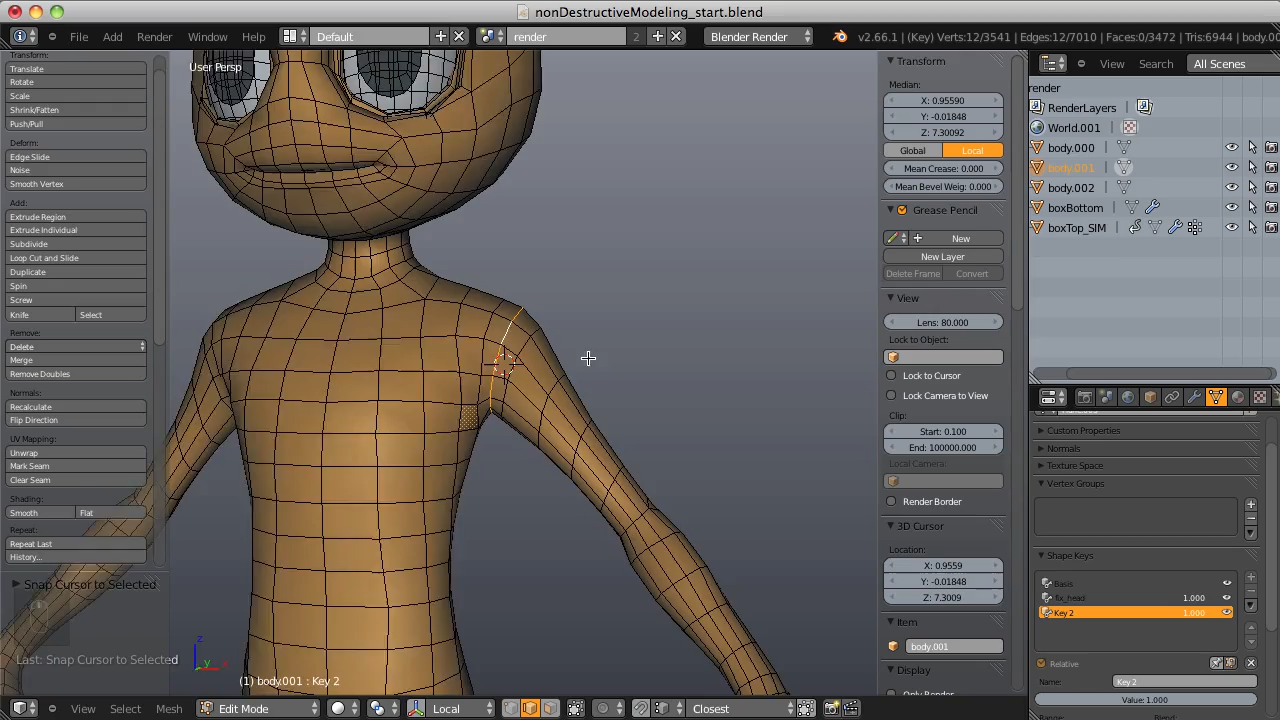 nonDestructiveModeling_start.blend
File Add Render Window Help Default render 2 Blender Render v2.66.1 | (Key) Verts:12/3541 | Edges:12/7010 | Faces:0/3472 | Tris:6944 | body.00
Transform:
Translate
Rotate
Scale
Shrink/Fatten
Push/Pull
Deform:
Edge Slide
Noise
Smooth Vertex
Add:
Extrude Region
Extrude Individual
Subdivide
Loop Cut and Slide
Duplicate
Spin
Screw
Knife Select
Remove:
Delete
Merge
Remove Doubles
Normals:
Recalculate
Flip Direction
UV Mapping:
Unwrap
Mark Seam
Clear Seam
Shading:
Smooth Flat
Repeat:
Repeat Last
History...
Snap Cursor to Selected
Last: Snap Cursor to Selected
User Persp
z
y x
(1) body.001 : Key 2
View Select Mesh Edit Mode Local Closest
Transform
Median:
X: 0.95590
Y: -0.01848
Z: 7.30092
Global Local
Mean Crease: 0.000
Mean Bevel Weig: 0.000
Grease Pencil
New
New Layer
Delete Frame Convert
View
Lens: 80.000
Lock to Object:
Lock to Cursor
Lock Camera to View
Clip:
Start: 0.100
End: 100000.000
Local Camera:
Render Border
3D Cursor
Location:
X: 0.9559
Y: -0.01848
Z: 7.3009
Item
body.001
Display
Only Render
View Search All Scenes
render
RenderLayers
World.001
body.000
body.001
body.002
boxBottom
boxTop_SIM
Custom Properties
Normals
Texture Space
Vertex Groups
Shape Keys
Basis
fix_head 1.000
Key 2 1.000
Relative
Name: Key 2
Value: 1.000
Range: Blend: